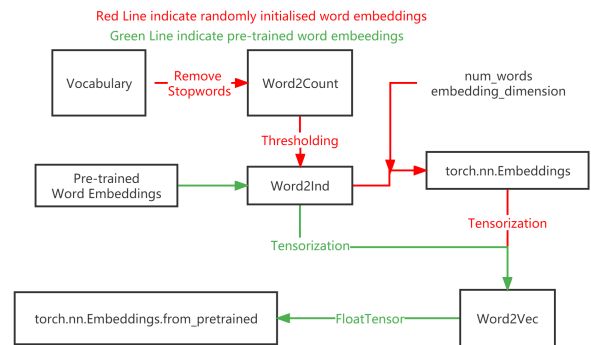 Red Line indicate randomly initialised word embeddings
Green Line indicate pre-trained word embeedings
Vocabulary
Remove
Stopwords
Word2Count
num_words
embedding_dimension
Thresholding
Pre-trained
Word Embeddings
Word2Ind
torch.nn.Embeddings
Tensorization
Tensorization
torch.nn.Embeddings.from_pretrained
FloatTensor
Word2Vec